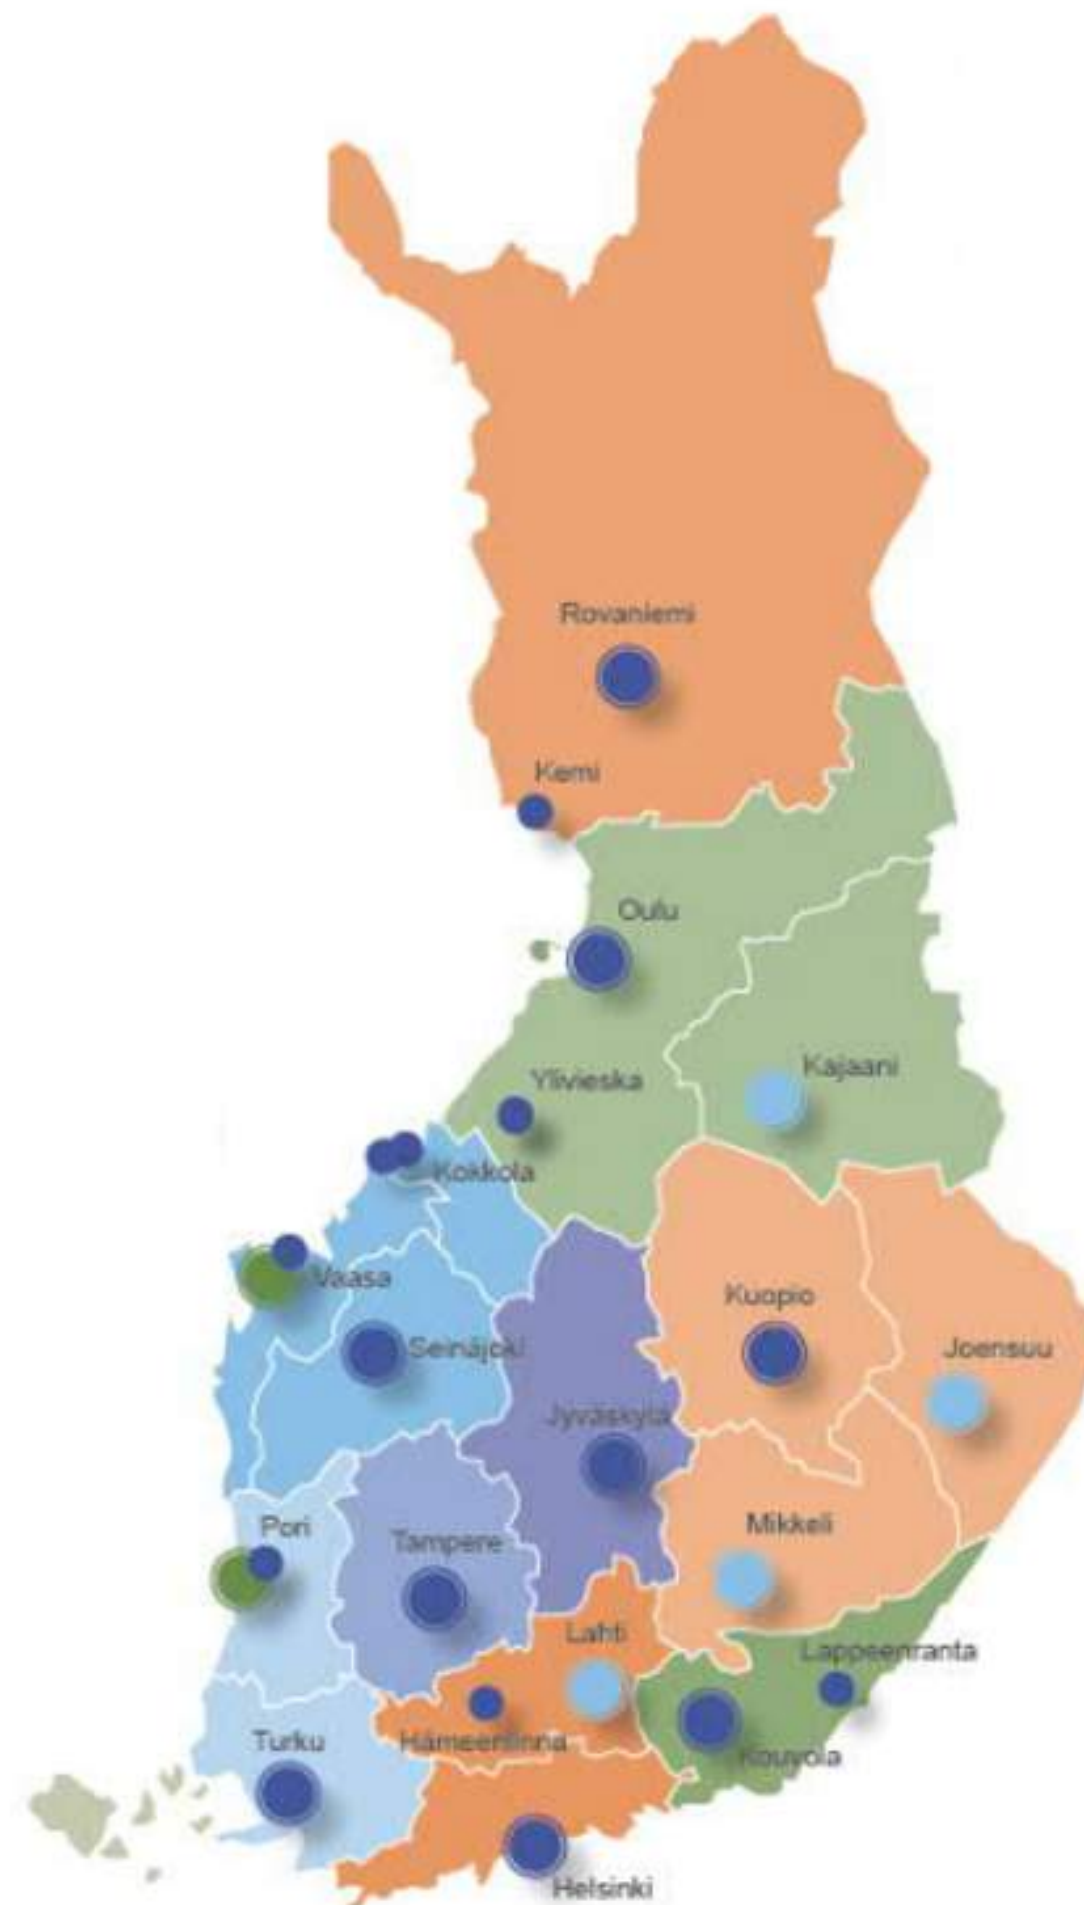 Rovaniemi
Kemi
Oulu
Kajaani
Ylivieska
Kokkola
Vaasa
Kuopio
Seinäjoki
Joensuu
Jyväskylä
Pori
Mikkeli
Tampere
Lahti
Lappeenranta
Turku
Hämeenlinna
Kouvola
Helsinki